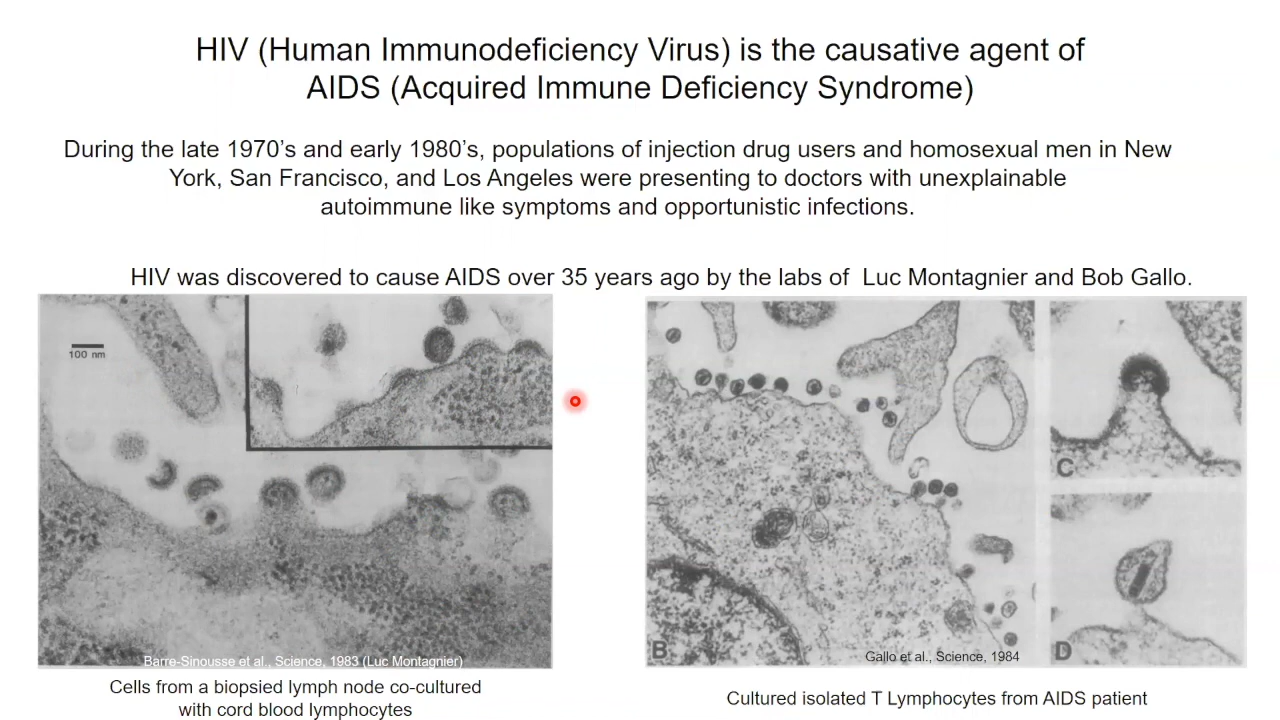 HIV (Human Immunodeficiency Virus) is the causative agent of
AIDS (Acquired Immune Deficiency Syndrome)
During the late 1970's and early 1980's, populations of injection drug users and homosexual men in New
York, San Francisco, and Los Angeles were presenting to doctors with unexplainable
autoimmune like symptoms and opportunistic infections.
HIV was discovered to cause AIDS over 35 years ago by the labs of  Luc Montagnier and Bob Gallo.
100 nm
Barre-Sinousse et al., Science, 1983 (Luc Montagnier)
Cells from a biopsied lymph node co-cultured
with cord blood lymphocytes
B
C
D
Gallo et al., Science, 1984
Cultured isolated T Lymphocytes from AIDS patient